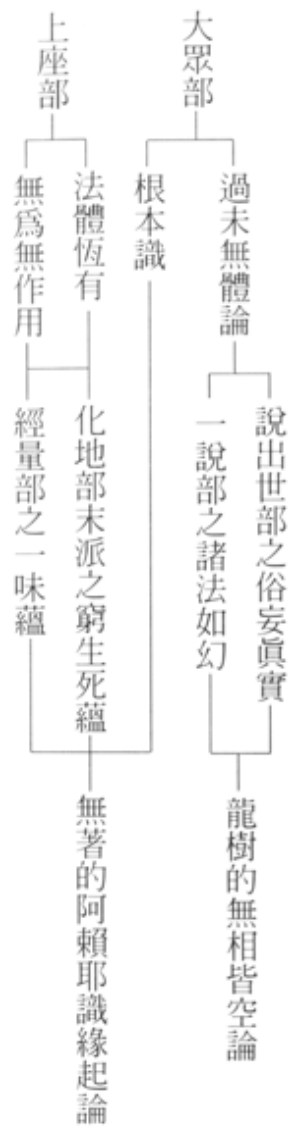 大眾部
過未無體論
說出世部之俗妄眞實
一說部之諸法如幻
龍樹的無相皆空論
根本識
上座部
法體恆有
無爲無作用
化地部末派之窮生死蘊
經量部之一味蘊
無著的阿賴耶識緣起論